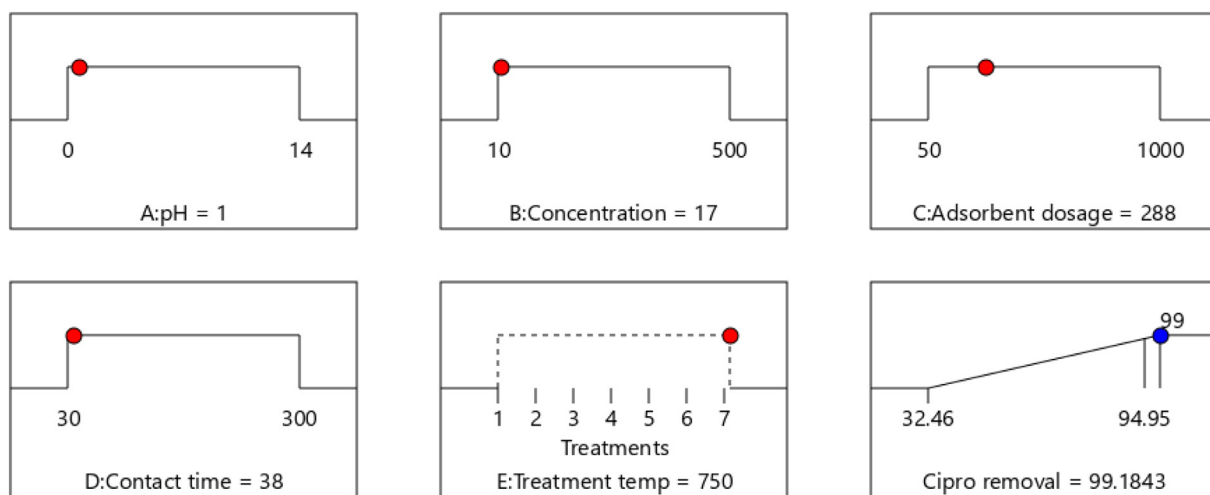 0 14
A:pH = 1
10 500
B:Concentration = 17
50 1000
C:Adsorbent dosage = 288
30 300
D:Contact time = 38
1 2 3 4 5 6 7
Treatments
E:Treatment temp = 750
99
32.46 94.95
Cipro removal = 99.1843